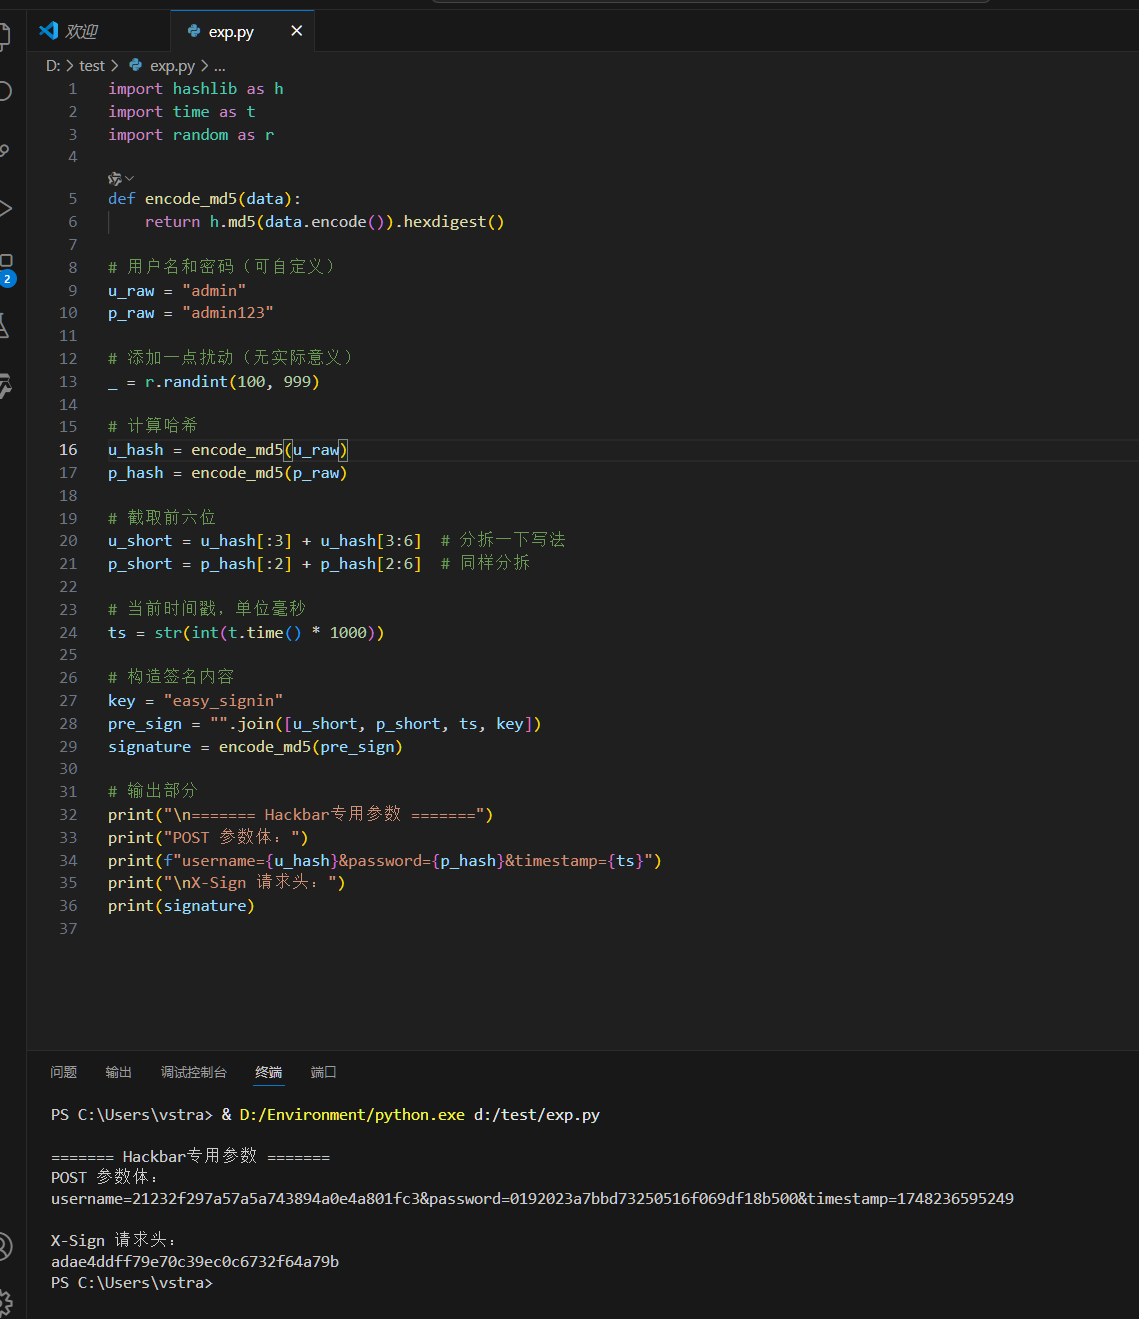 欢迎
exp.py
D: > test > exp.py > ...
1 import hashlib as h
2 import time as t
3 import random as r
4
5 def encode_md5(data):
6     return h.md5(data.encode()).hexdigest()
7
8 # 用户名和密码（可自定义）
9 u_raw = "admin"
10 p_raw = "admin123"
11
12 # 添加一点扰动（无实际意义）
13 _ = r.randint(100, 999)
14
15 # 计算哈希
16 u_hash = encode_md5(u_raw)
17 p_hash = encode_md5(p_raw)
18
19 # 截取前六位
20 u_short = u_hash[:3] + u_hash[3:6]  # 分拆一下写法
21 p_short = p_hash[:2] + p_hash[2:6]  # 同样分拆
22
23 # 当前时间戳，单位毫秒
24 ts = str(int(t.time() * 1000))
25
26 # 构造签名内容
27 key = "easy_signin"
28 pre_sign = "".join([u_short, p_short, ts, key])
29 signature = encode_md5(pre_sign)
30
31 # 输出部分
32 print("\n======= Hackbar专用参数 =======")
33 print("POST 参数体：")
34 print(f"username={u_hash}&password={p_hash}&timestamp={ts}")
35 print("\nX-Sign 请求头：")
36 print(signature)
37
2
问题 输出 调试控制台 终端 端口
PS C:\Users\vstra> & D:/Environment/python.exe d:/test/exp.py
======= Hackbar专用参数 =======
POST 参数体：
username=21232f297a57a5a743894a0e4a801fc3&password=0192023a7bbd73250516f069df18b500&timestamp=1748236595249
X-Sign 请求头：
adae4ddff79e70c39ec0c6732f64a79b
PS C:\Users\vstra>